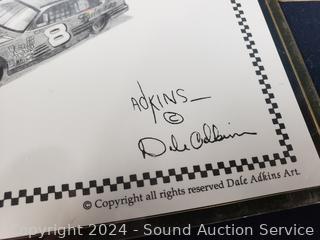 8
ADKINS
©
Dale Adkins
© Copyright all rights reserved Dale Adkins Art.
Copyright 2024 - Sound Auction Service